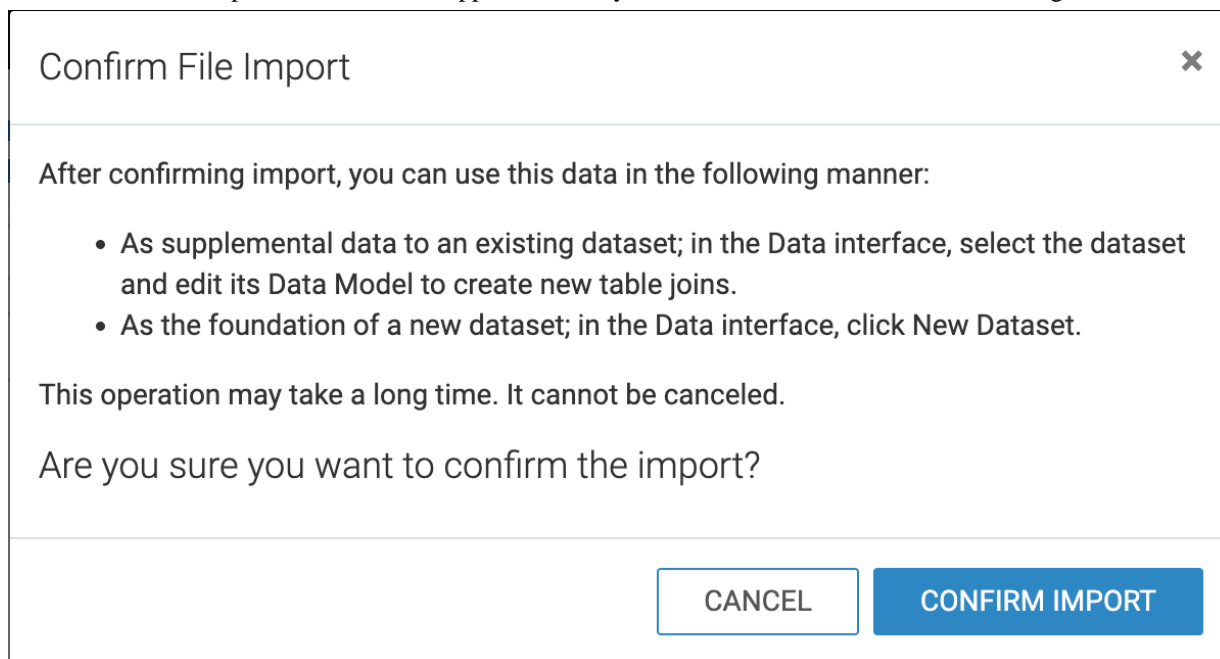 Confirm File Import
After confirming import, you can use this data in the following manner:
• As supplemental data to an existing dataset; in the Data interface, select the dataset
and edit its Data Model to create new table joins.
• As the foundation of a new dataset; in the Data interface, click New Dataset.
This operation may take a long time. It cannot be canceled.
Are you sure you want to confirm the import?
CANCEL CONFIRM IMPORT